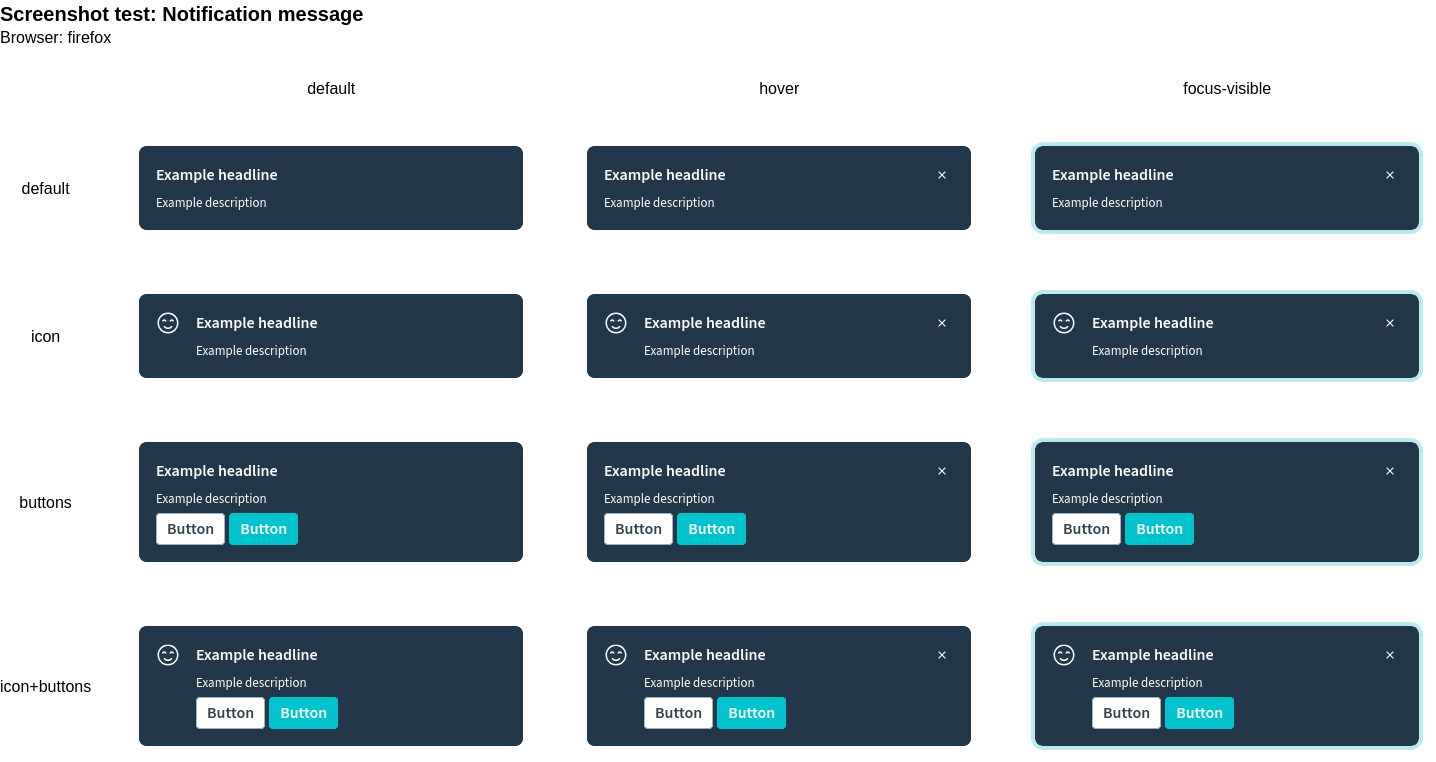 Screenshot test: Notification message
Browser: firefox
default hover focus-visible
default
Example headline × Example headline × Example headline
Example description Example description Example description
icon
Example headline Example headline × Example headline ×
Example description Example description Example description
buttons
Example headline Example headline × Example headline ×
Example description Example description Example description
Button Button Button Button Button Button
icon+buttons
Example headline Example headline × Example headline ×
Example description Example description Example description
Button Button Button Button Button Button